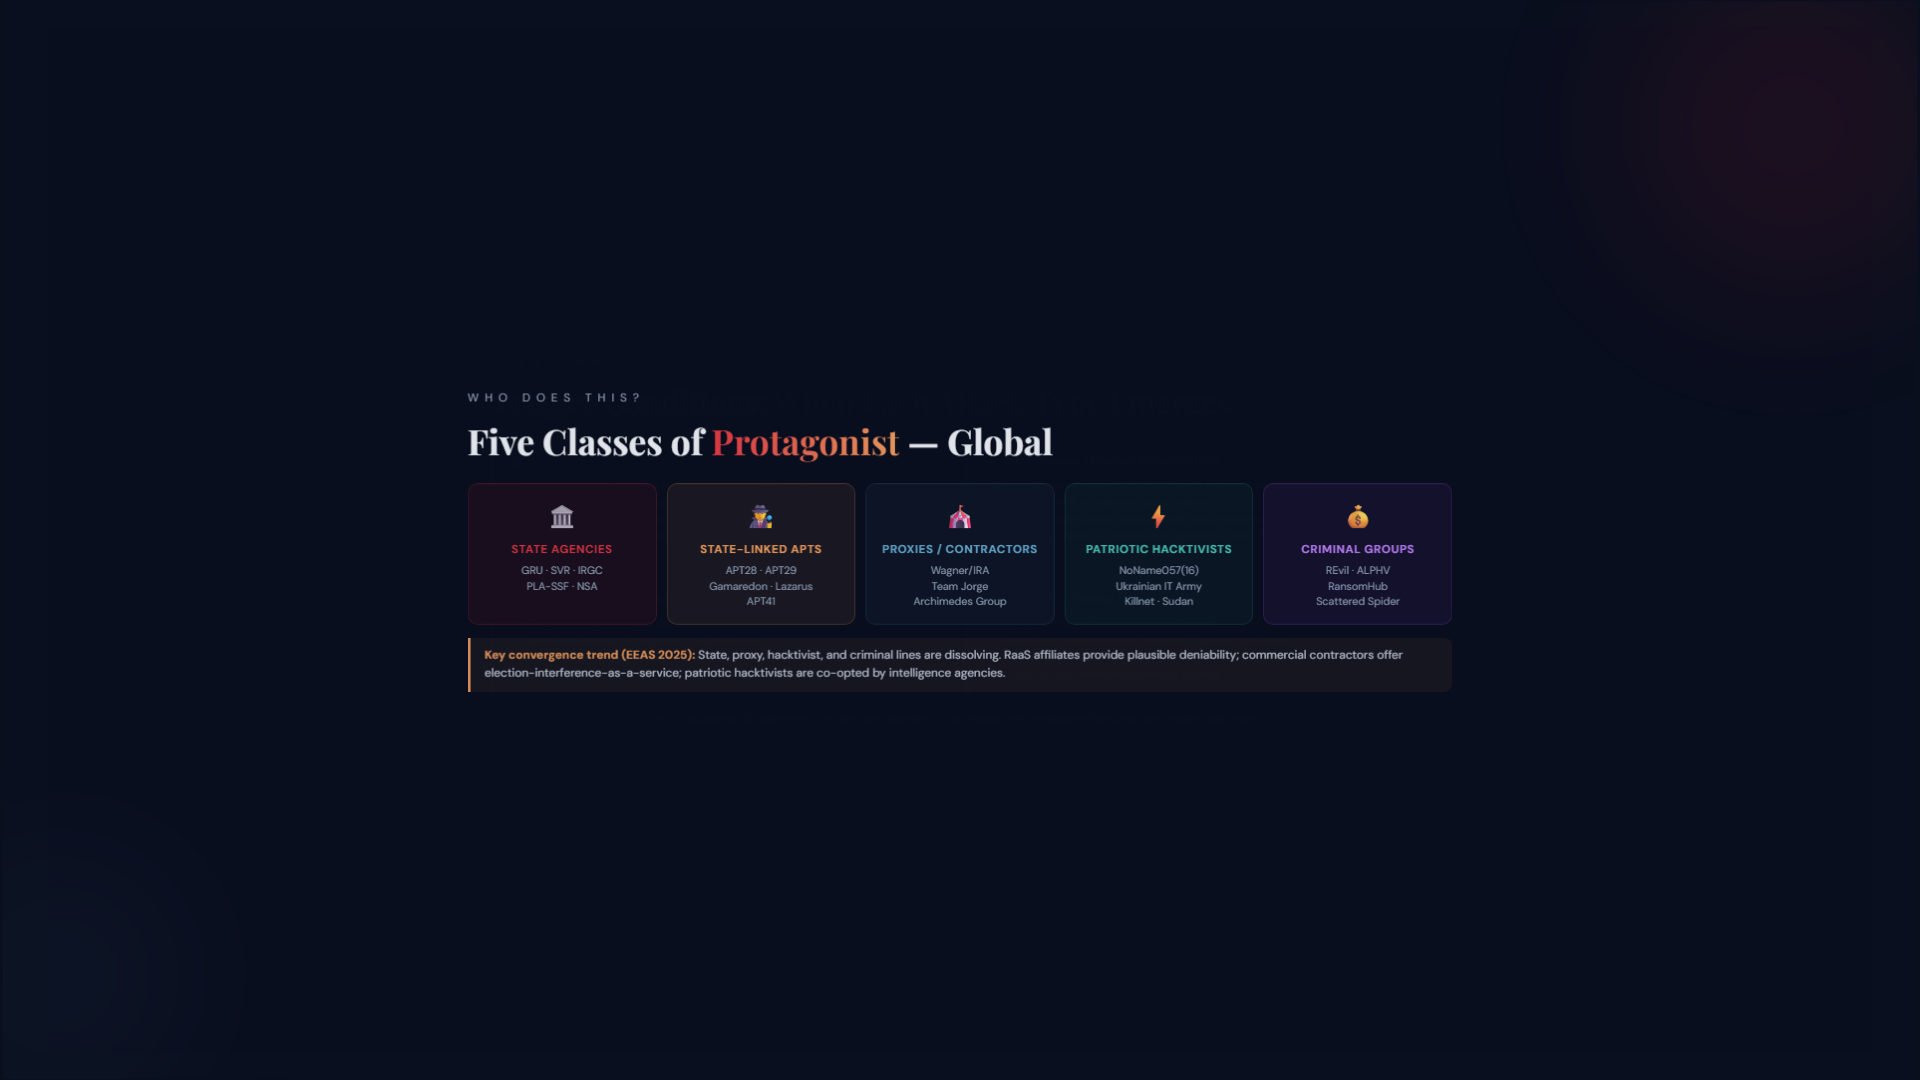 WHO DOES THIS?
Five Classes of Protagonist — Global
STATE AGENCIES
GRU · SVR · IRGC
PLA-SSF · NSA
STATE-LINKED APTS
APT28 · APT29
Gamaredon · Lazarus
APT41
PROXIES / CONTRACTORS
Wagner/IRA
Team Jorge
Archimedes Group
PATRIOTIC HACKTIVISTS
NoName057(16)
Ukrainian IT Army
Killnet · Sudan
CRIMINAL GROUPS
REvil · ALPHV
RansomHub
Scattered Spider
Key convergence trend (EEAS 2025): State, proxy, hacktivist, and criminal lines are dissolving. RaaS affiliates provide plausible deniability; commercial contractors offer
election-interference-as-a-service; patriotic hacktivists are co-opted by intelligence agencies.